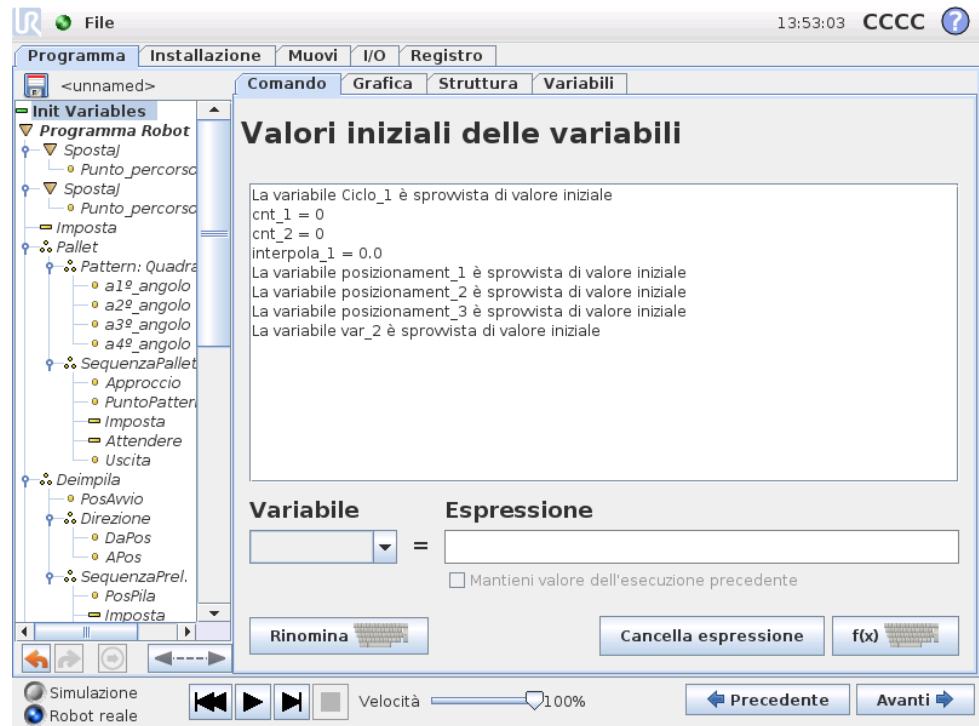 UR File 13:53:03 CCCC ?
Programma Installazione Muovi I/O Registro
<unnamed>
Comando Grafica Struttura Variabili
Init Variables
Programma Robot
SpostaJ
Punto_percorso
SpostaJ
Punto_percorso
Imposta
Pallet
Pattern: Quadra
a1º_angolo
a2º_angolo
a3º_angolo
a4º_angolo
SequenzaPallet
Approccio
PuntoPattern
Imposta
Attendere
Uscita
Deimpila
PosAvvio
Direzione
DaPos
APos
SequenzaPrel.
PosPila
Imposta
Valori iniziali delle variabili
La variabile Ciclo_1 è sprovvista di valore iniziale
cnt_1 = 0
cnt_2 = 0
interpola_1 = 0.0
La variabile posizionament_1 è sprovvista di valore iniziale
La variabile posizionament_2 è sprovvista di valore iniziale
La variabile posizionament_3 è sprovvista di valore iniziale
La variabile var_2 è sprovvista di valore iniziale
Variabile Espressione
=
Mantieni valore dell'esecuzione precedente
Rinomina Cancella espressione f(x)
Simulazione
Robot reale
Velocità 100%
Precedente Avanti